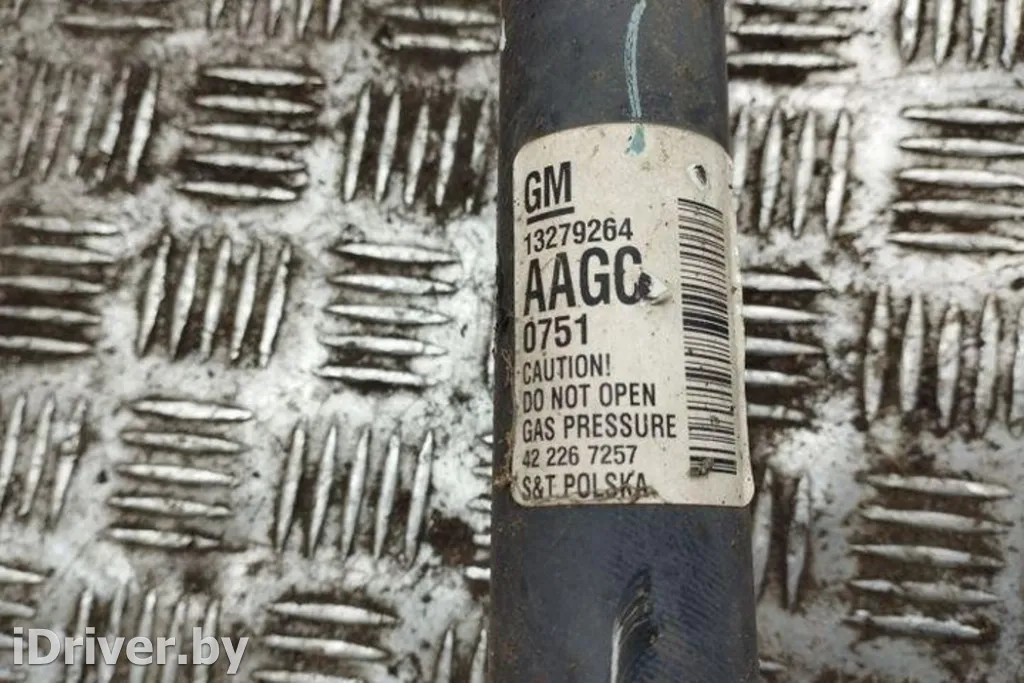 GM
13279264
AAGC
0751
CAUTION!
DO NOT OPEN
GAS PRESSURE
42 226 7257
S&T POLSKA
iDriver.by